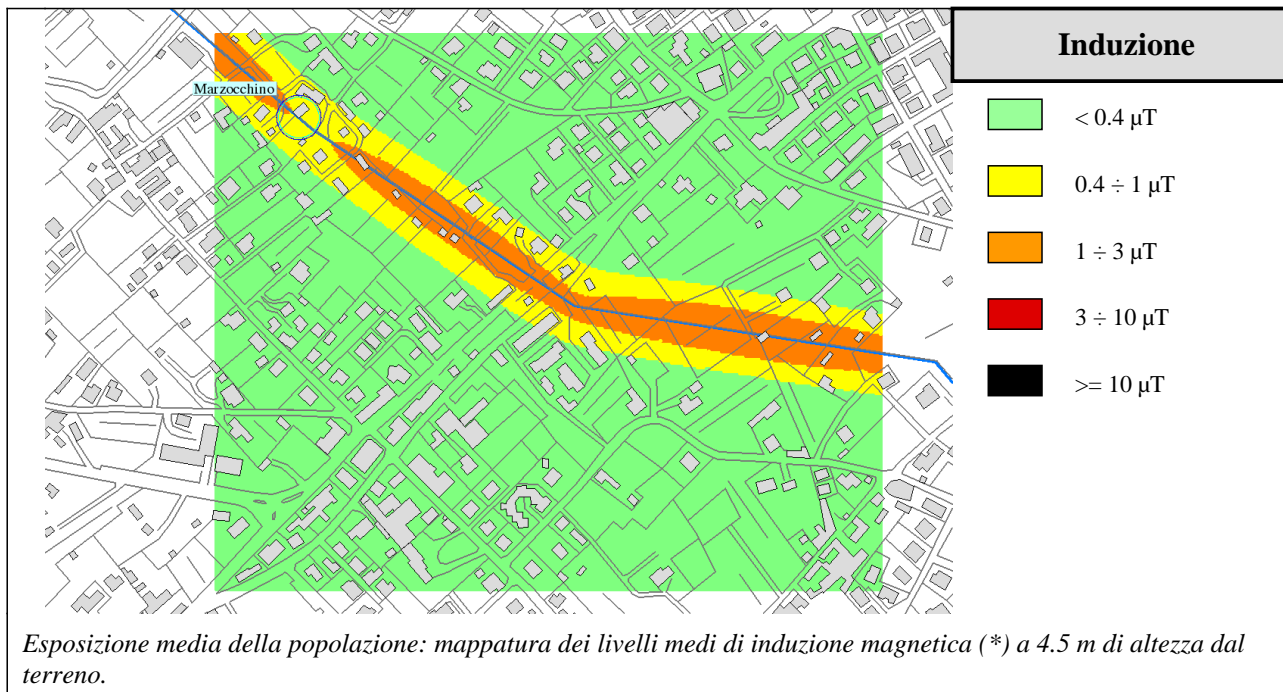 Marzocchino
Induzione
< 0.4 µT
0.4 ÷ 1 µT
1 ÷ 3 µT
3 ÷ 10 µT
>= 10 µT
Esposizione media della popolazione: mappatura dei livelli medi di induzione magnetica (*) a 4.5 m di altezza dal
terreno.